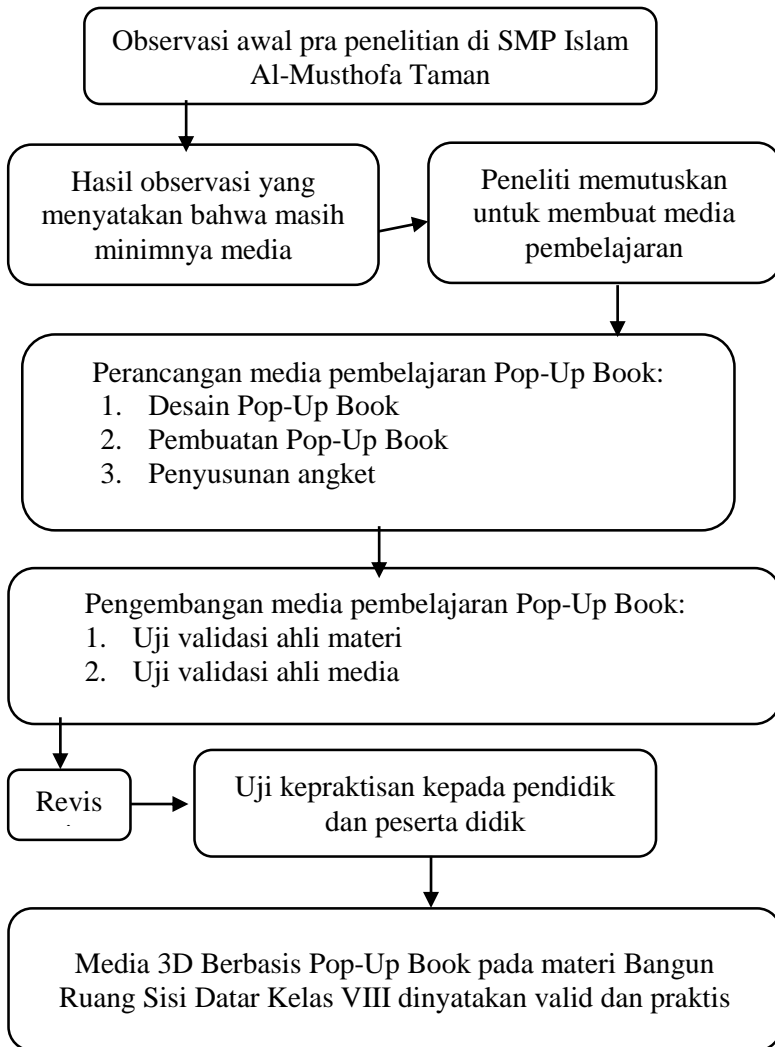 Observasi awal pra penelitian di SMP Islam
Al-Musthofa Taman
Hasil observasi yang
menyatakan bahwa masih
minimnya media
Peneliti memutuskan
untuk membuat media
pembelajaran
Perancangan media pembelajaran Pop-Up Book:
1. Desain Pop-Up Book
2. Pembuatan Pop-Up Book
3. Penyusunan angket
Pengembangan media pembelajaran Pop-Up Book:
1. Uji validasi ahli materi
2. Uji validasi ahli media
Revis
Uji kepraktisan kepada pendidik
dan peserta didik
Media 3D Berbasis Pop-Up Book pada materi Bangun
Ruang Sisi Datar Kelas VIII dinyatakan valid dan praktis